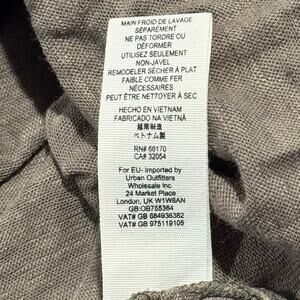 MAIN FROID DE LAVAGE
SÉPARÉMENT
NE PAS TORDRE OU
DÉFORMER
UTILISEZ SEULEMENT
NON-JAVEL
REMODELER SÉCHER À PLAT
FAIBLE COMME FER
NÉCESSAIRES
PEUT ÊTRE NETTOYER À SEC
HECHO EN VIETNAM
FABRICADO NA VIETNÃ
越南制造
ベトナム製
RN# 66170
CA# 32054
For EU- Imported by
Urban Outfitters
Wholesale Inc.
24 Market Place
London, UK W1W8AN
GB:OB755364
VAT# GB 684936382
VAT# GB 975119105